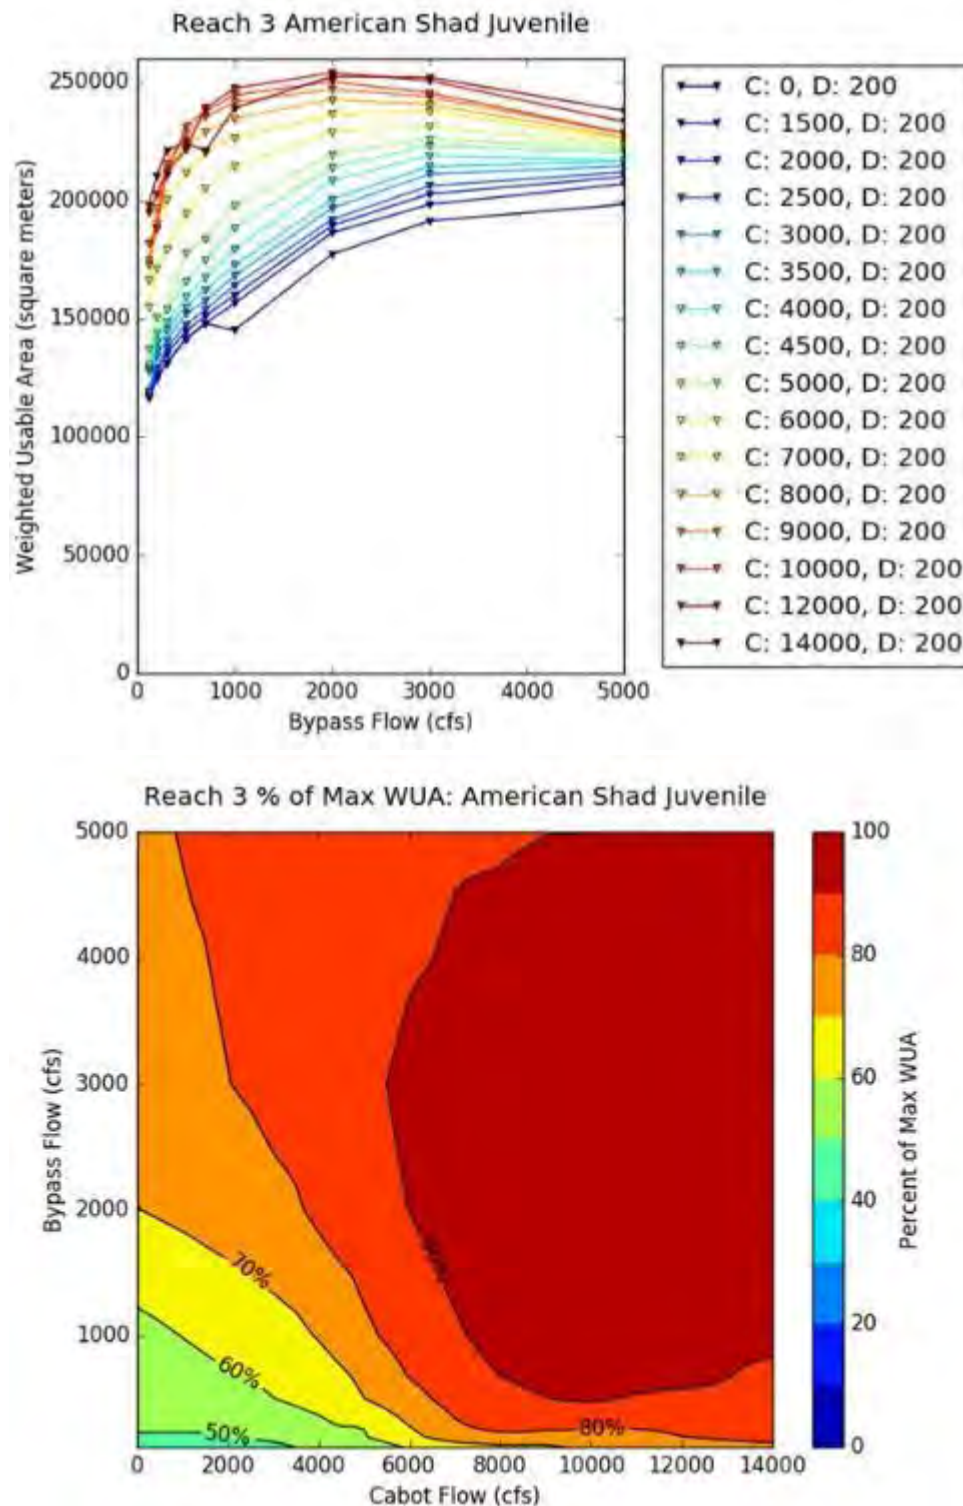 Reach 3 American Shad Juvenile
250000
200000
150000
100000
50000
0
Weighted Usable Area (square meters)
0 1000 2000 3000 4000 5000
Bypass Flow (cfs)
C: 0, D: 200
C: 1500, D: 200
C: 2000, D: 200
C: 2500, D: 200
C: 3000, D: 200
C: 3500, D: 200
C: 4000, D: 200
C: 4500, D: 200
C: 5000, D: 200
C: 6000, D: 200
C: 7000, D: 200
C: 8000, D: 200
C: 9000, D: 200
C: 10000, D: 200
C: 12000, D: 200
C: 14000, D: 200
Reach 3 % of Max WUA: American Shad Juvenile
5000
4000
3000
2000
1000
Bypass Flow (cfs)
70%
60%
50%
80%
0 2000 4000 6000 8000 10000 12000 14000
Cabot Flow (cfs)
100
80
60
40
20
0
Percent of Max WUA